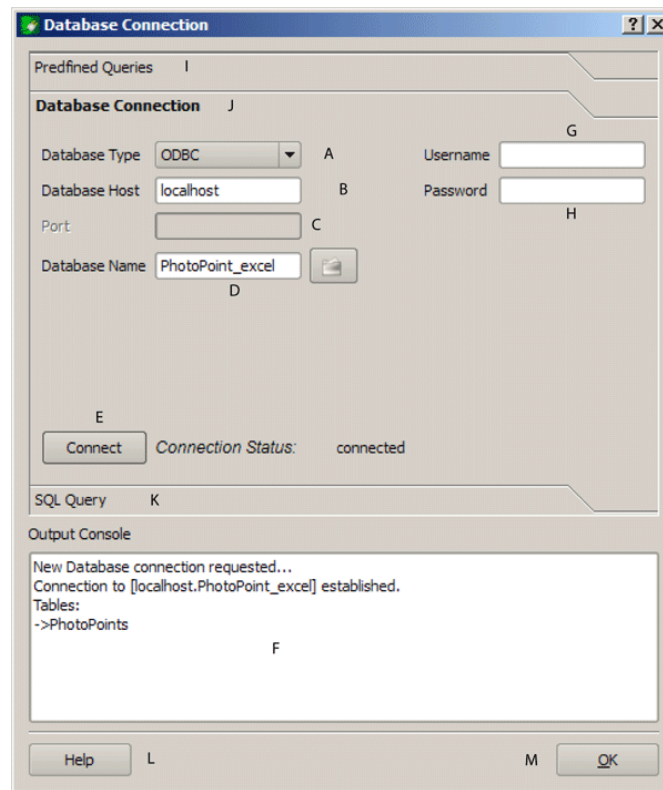 Database Connection ? X
Predfined Queries I
Database Connection J
G
Database Type ODBC A Username
Database Host localhost B Password
H
Port C
Database Name PhotoPoint_excel
D
E
Connect Connection Status: connected
SQL Query K
Output Console
New Database connection requested...
Connection to [localhost.PhotoPoint_excel] established.
Tables:
->PhotoPoints
F
Help L M OK